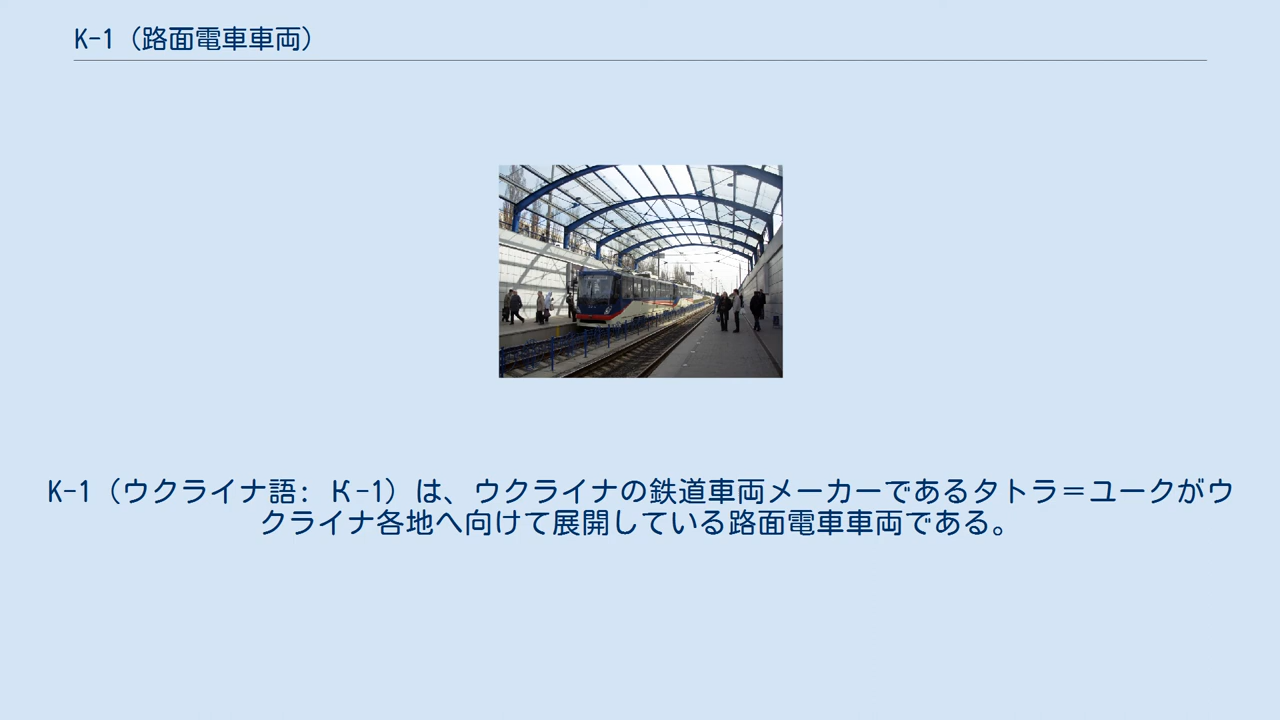 K-1（路面電車車両）
K-1（ウクライナ語: К-1）は、ウクライナの鉄道車両メーカーであるタトラ＝ユークがウ
クライナ各地へ向けて展開している路面電車車両である。